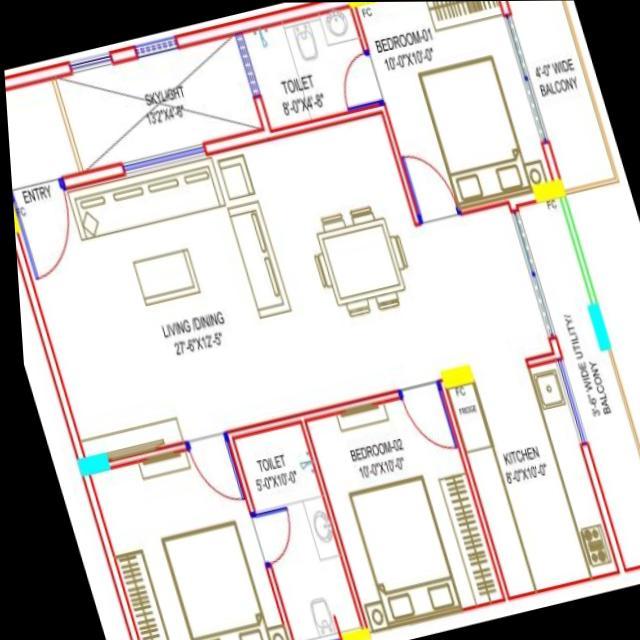 FC
BEDROOM-01
10'-0"X10'-0"
4'-0" WIDE
BALCONY
TOILET
8'-0"X4'-6"
SKYLIGHT
13'2"X4'-6"
ENTRY
FC
FC
LIVING /DINING
27'-6"X12'-5"
3'-6" WIDE UTILITY/
BALCONY
FC
FRIDGE
KITCHEN
8'-0"X10'-0"
BEDROOM-02
10'-0"X10'-0"
TOILET
5'-0"X10'-0"